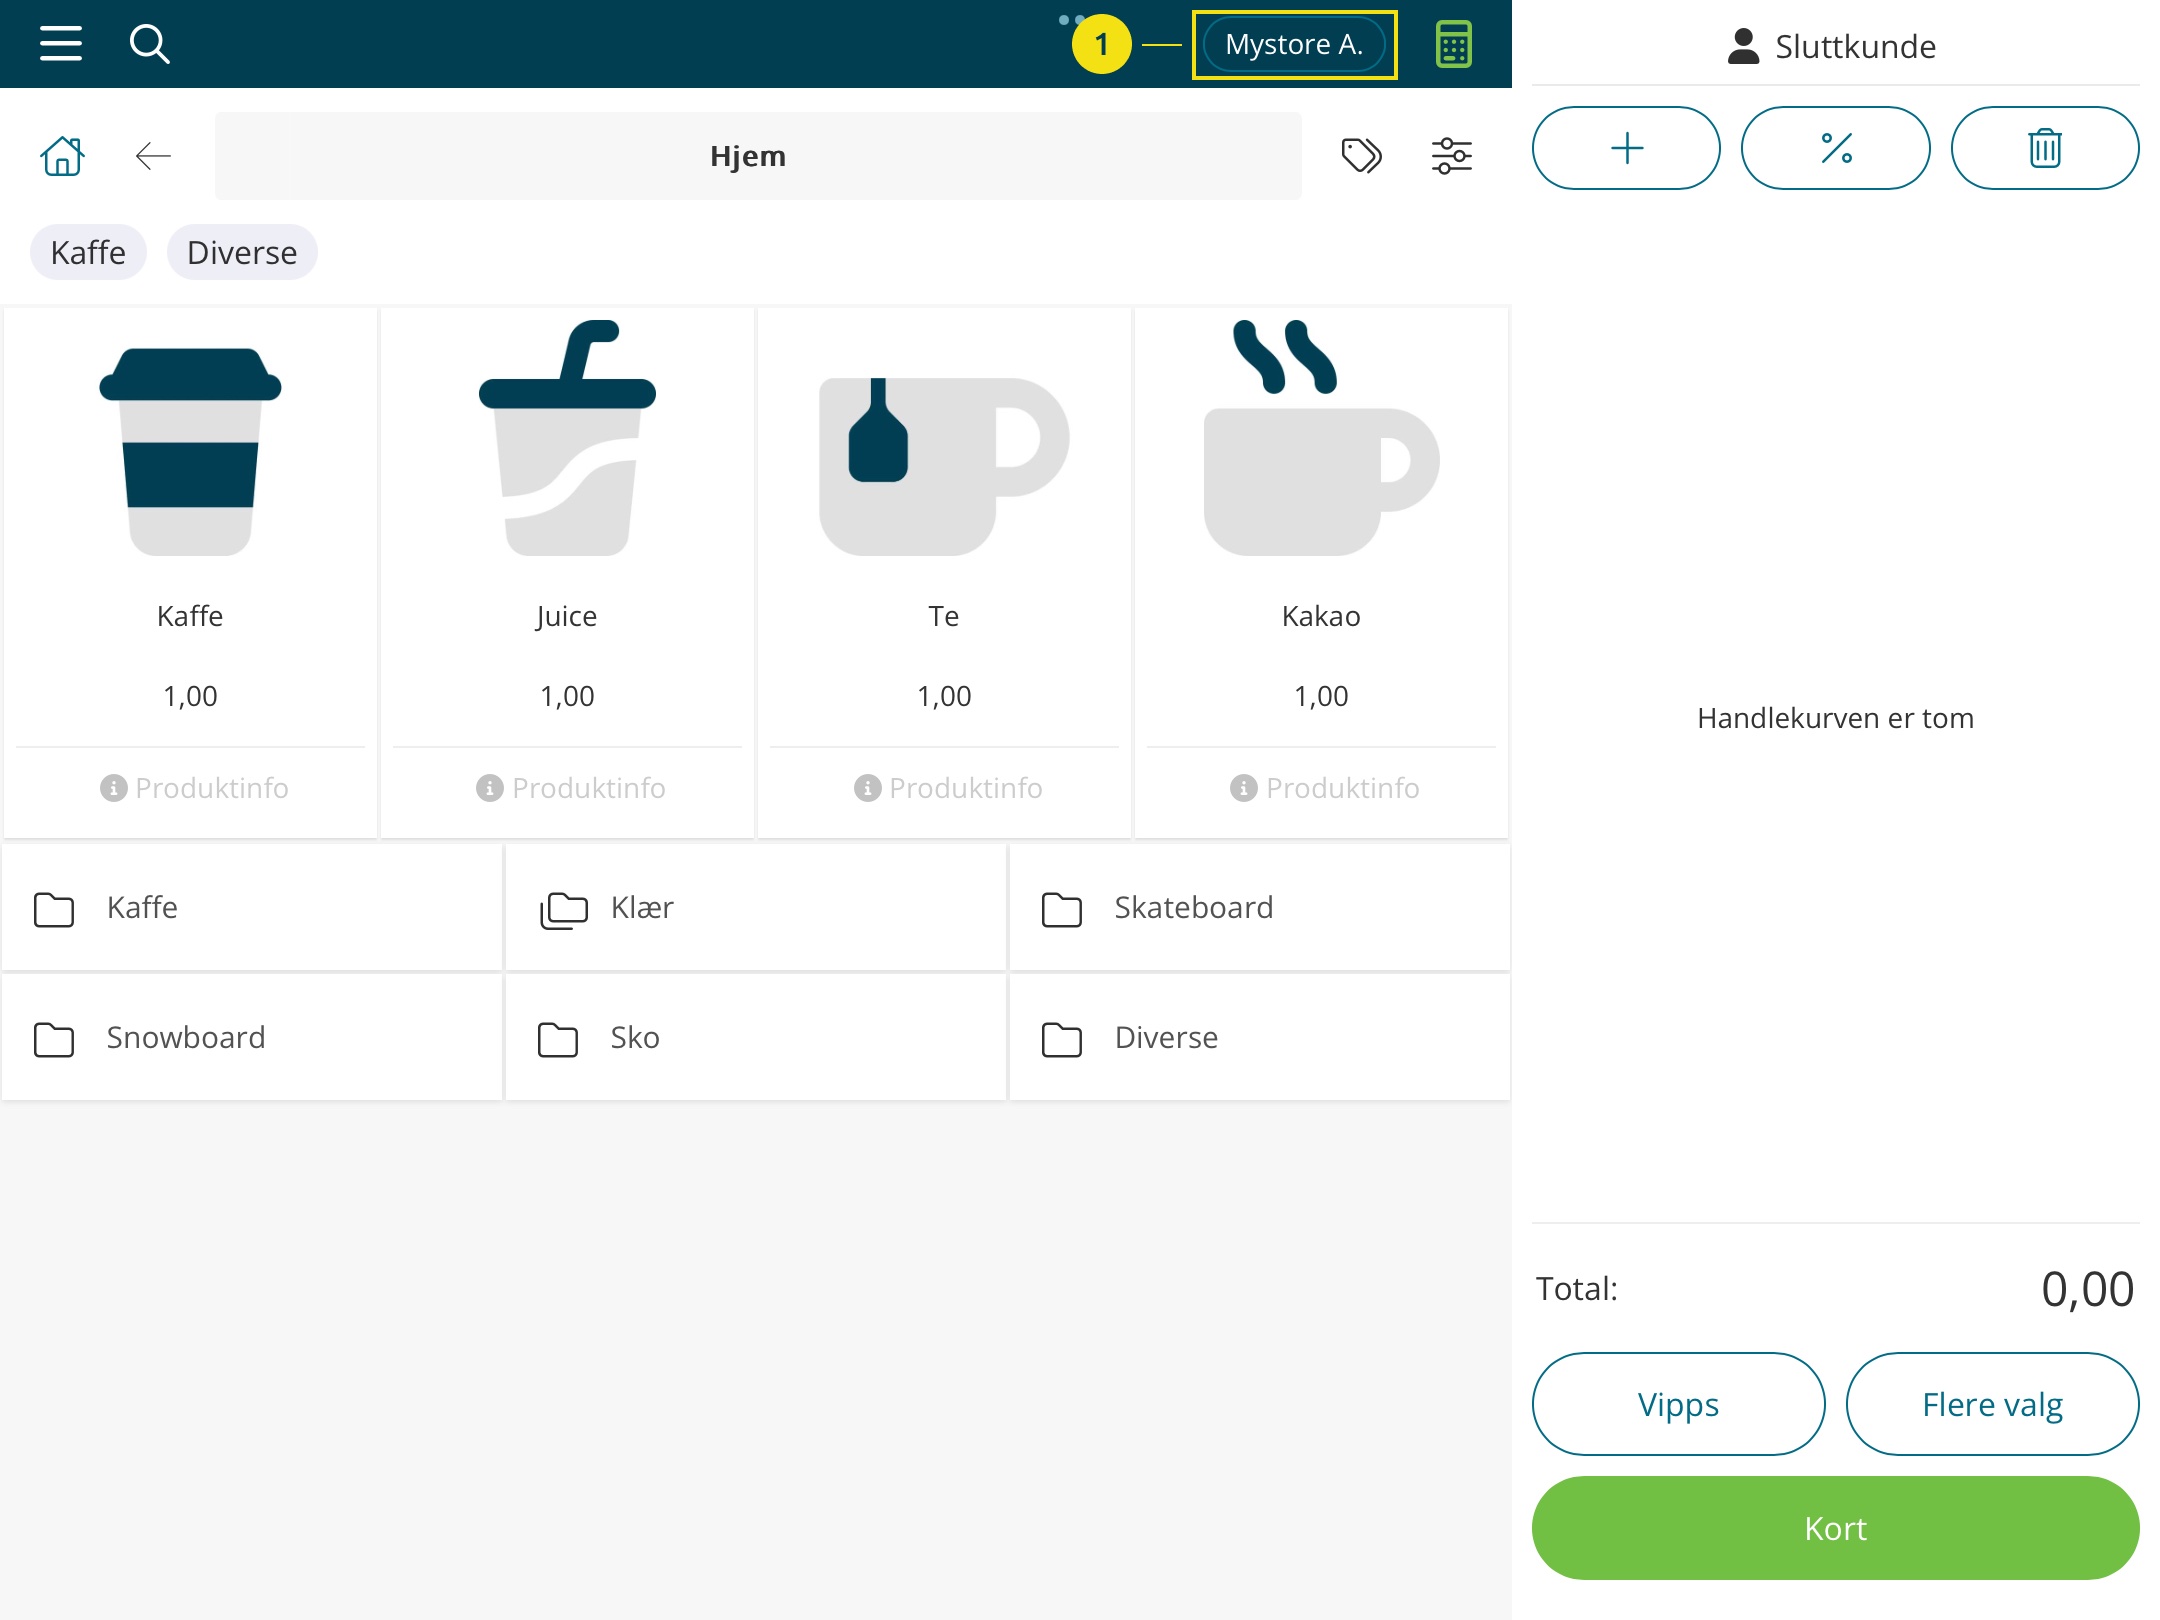 1
Mystore A.
Sluttkunde
Hjem
Kaffe
Diverse
Kaffe
Juice
Te
Kakao
1,00
1,00
1,00
1,00
Produktinfo
Produktinfo
Produktinfo
Produktinfo
Handlekurven er tom
Kaffe
Klær
Skateboard
Snowboard
Sko
Diverse
Total:
0,00
Vipps
Flere valg
Kort